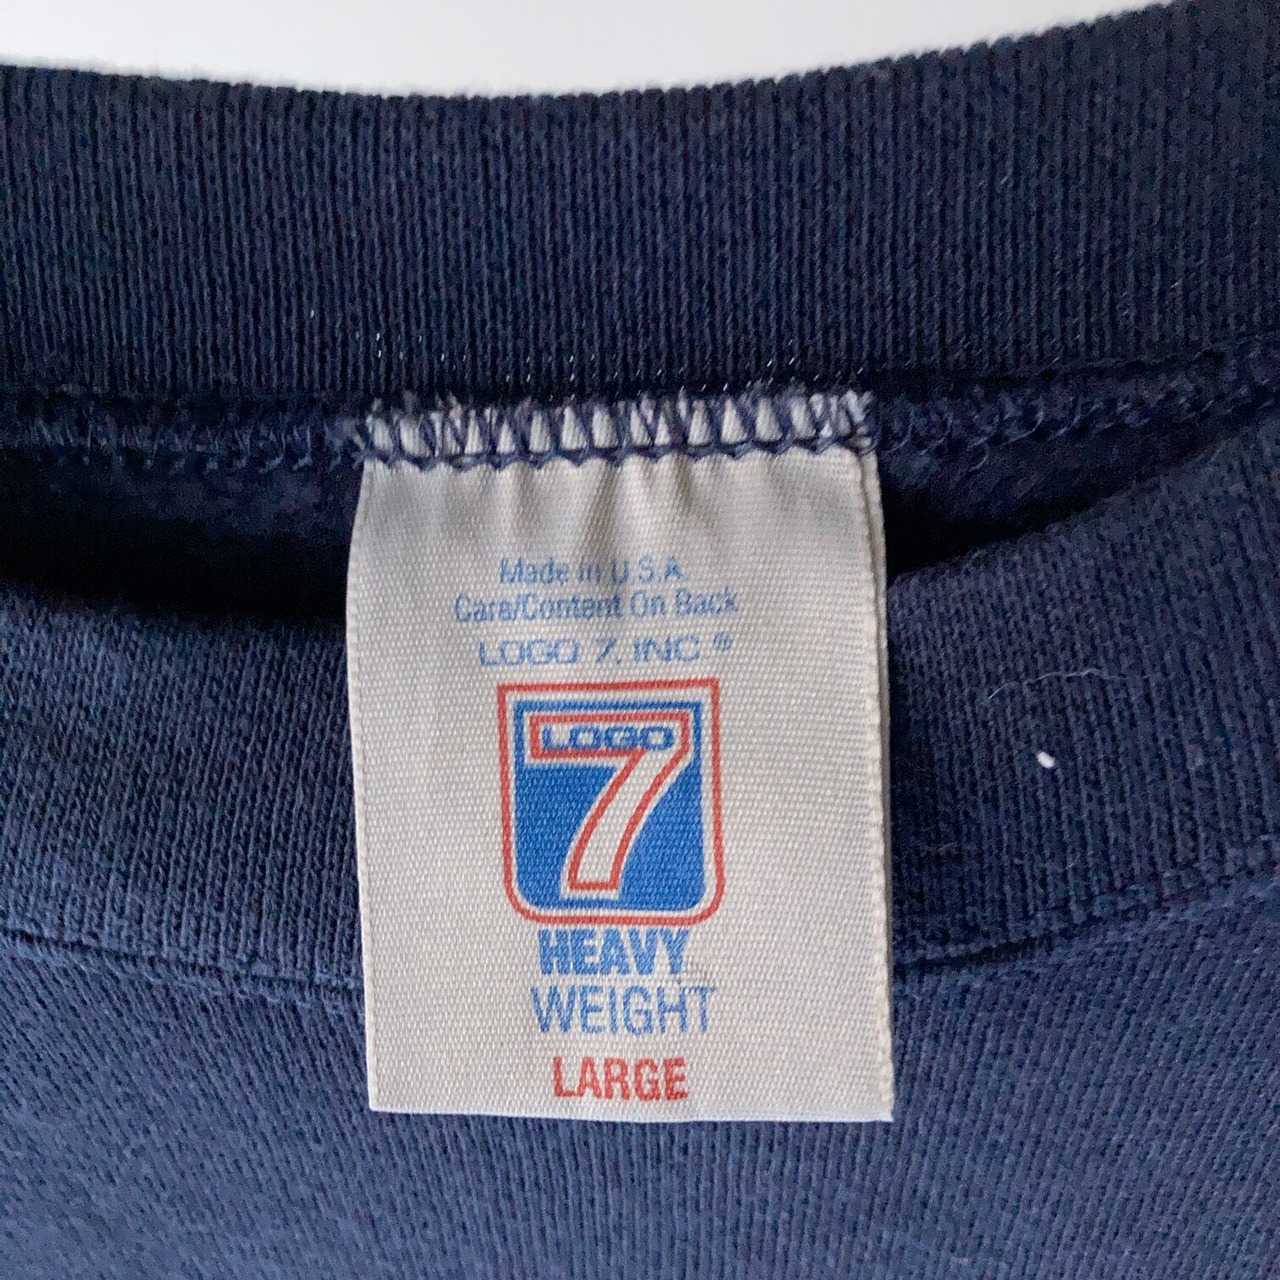 Made in U.S.A.
Care/Content On Back
LOGO 7, INC ®
LOGO
7
HEAVY
WEIGHT
LARGE